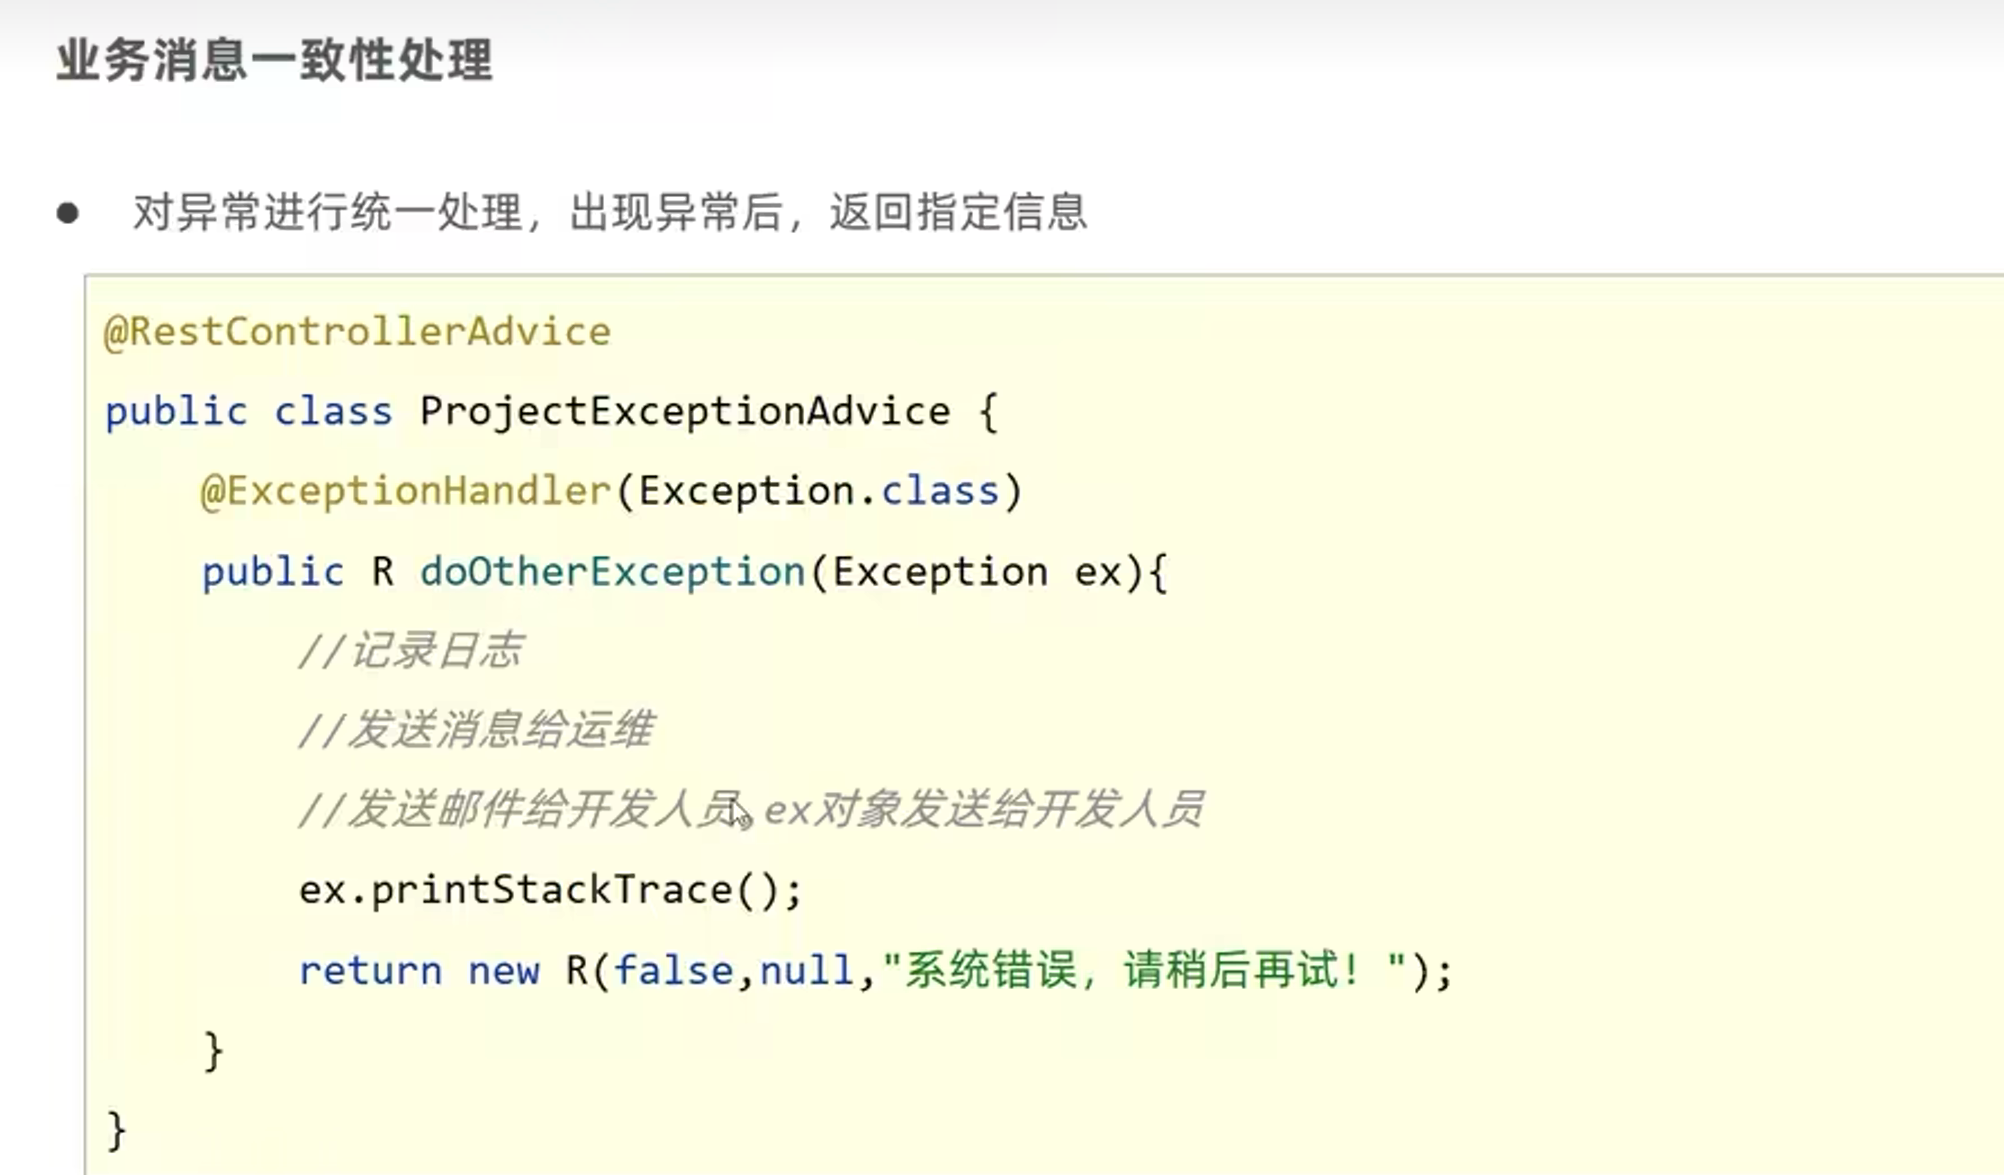 业务消息一致性处理
● 对异常进行统一处理，出现异常后，返回指定信息
@RestControllerAdvice
public class ProjectExceptionAdvice {
@ExceptionHandler(Exception.class)
public R doOtherException(Exception ex){
//记录日志
//发送消息给运维
//发送邮件给开发人员,ex对象发送给开发人员
ex.printStackTrace();
return new R(false,null,"系统错误，请稍后再试！");
}
}